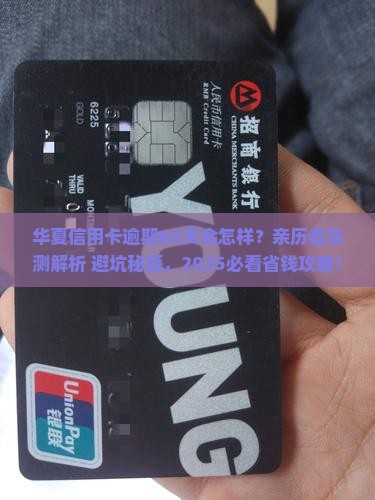 招商银行
CHINA MERCHANTS BANK
人民币信用卡
RMB Credit Card
6225
GOLD
VALID
THRU
MONTH
YOUNG
华夏信用卡逾期 会怎样？亲历者实
测解析 避坑秘籍，2025必看省钱攻略！
UnionPay
银联